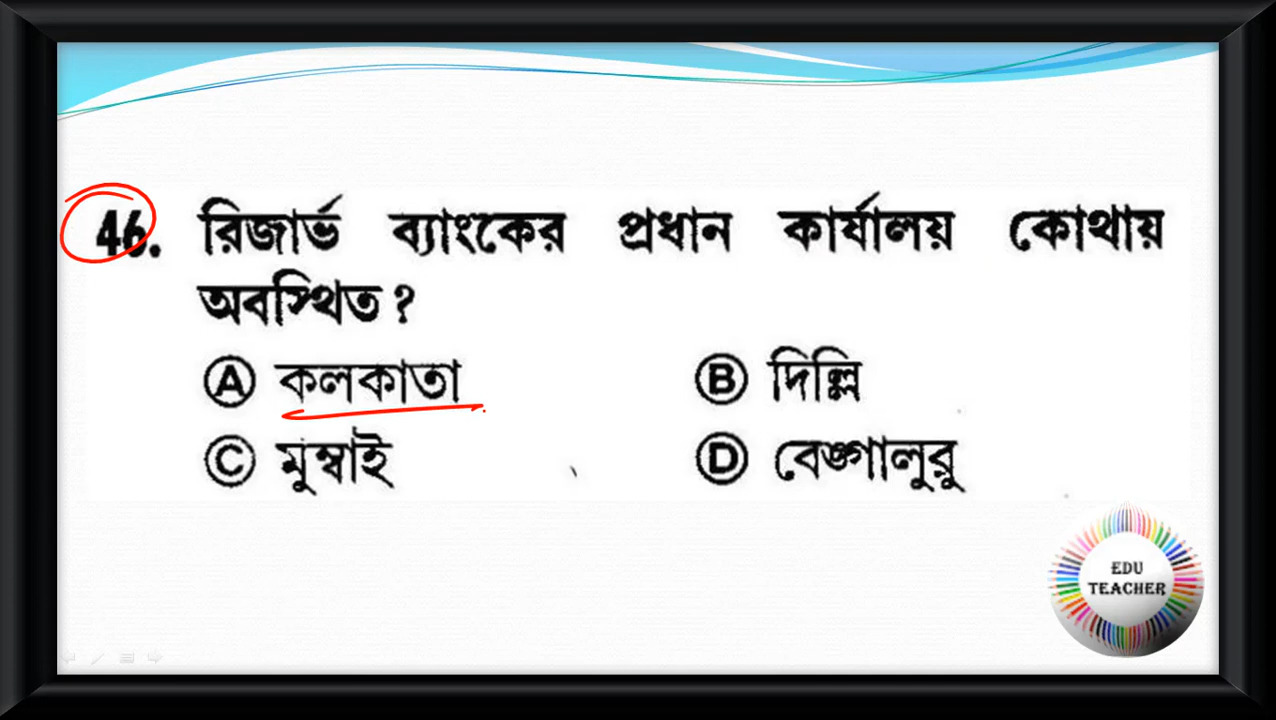 46. রিজার্ভ ব্যাংকের প্রধান কার্যালয় কোথায়
অবস্থিত?
Ⓐ কলকাতা Ⓑ দিল্লি
Ⓒ মুম্বাই Ⓓ বেঙ্গালুরু
EDU
TEACHER